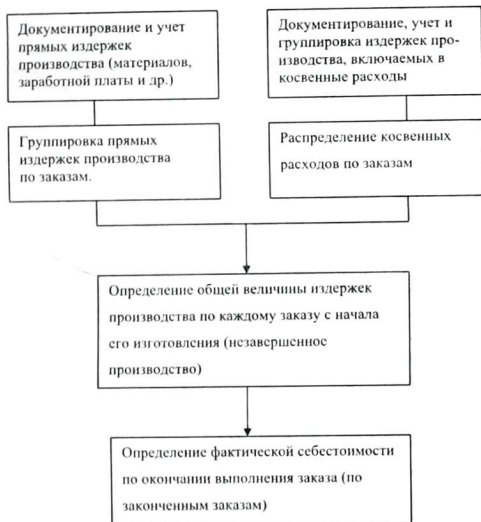 Документирование и учет
прямых издержек
производства (материалов,
заработной платы и др.)
Документирование, учет и
группировка издержек про-
изводства, включаемых в
косвенные расходы
Группировка прямых
издержек производства
по заказам.
Распределение косвенных
расходов по заказам
Определение общей величины издержек
производства по каждому заказу с начала
его изготовления (незавершенное
производство)
Определение фактической себестоимости
по окончании выполнения заказа (по
законченным заказам)